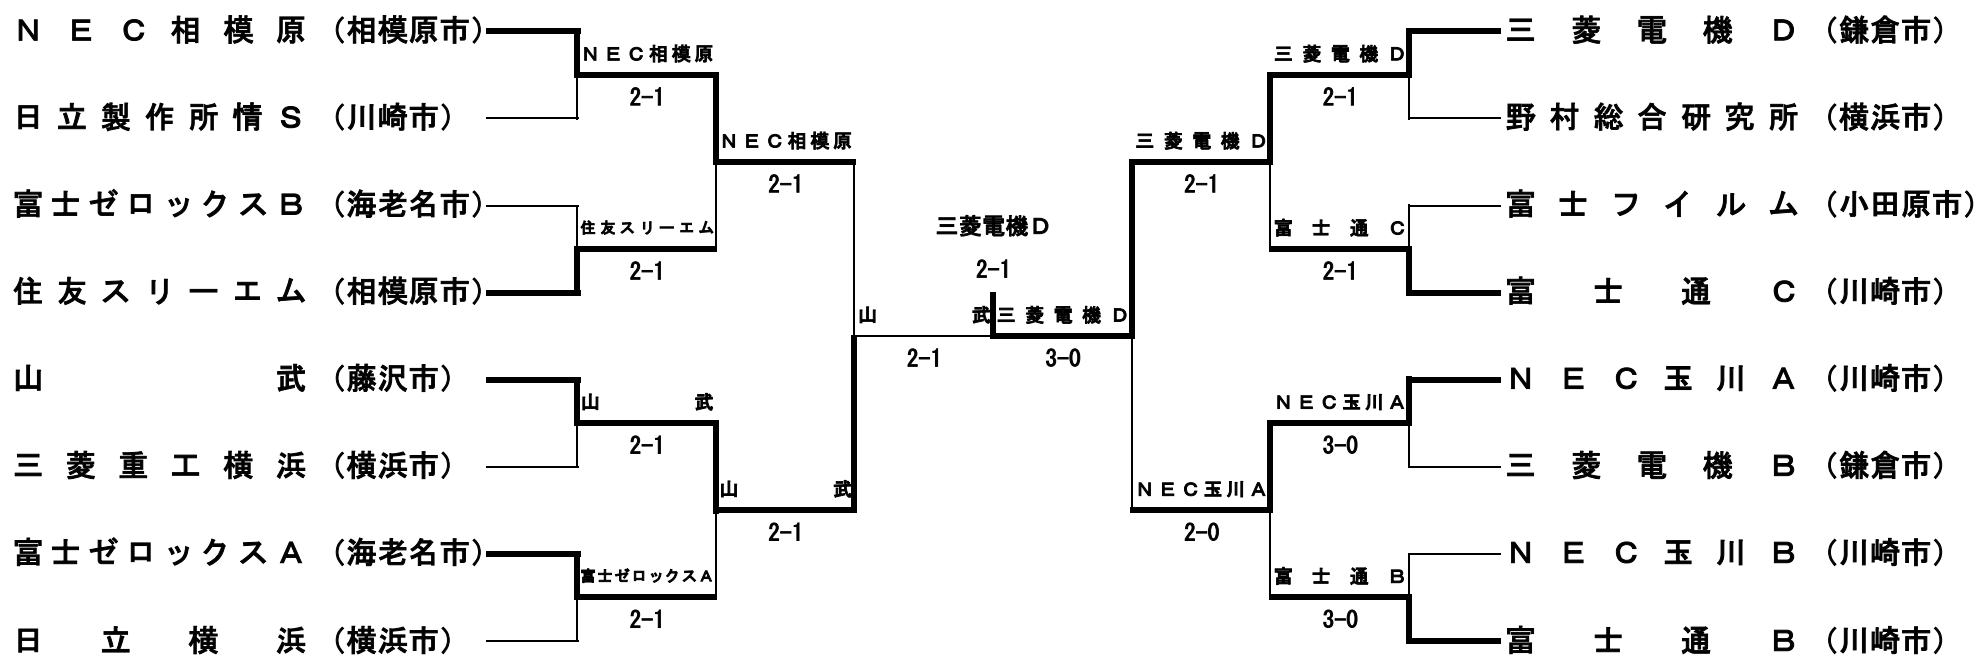 NEC相模原（相模原市）
NEC相模原
2-1
日立製作所情S（川崎市）
NEC相模原
2-1
富士ゼロックスB（海老名市）
住友スリーエム
2-1
住友スリーエム（相模原市）
山武
2-1
山武（藤沢市）
山武
2-1
三菱重工横浜（横浜市）
山武
2-1
富士ゼロックスA（海老名市）
富士ゼロックスA
2-1
日立横浜（横浜市）
三菱電機D
2-1
三菱電機D
3-0
三菱電機D（鎌倉市）
三菱電機D
2-1
野村総合研究所（横浜市）
三菱電機D
2-1
富士フイルム（小田原市）
富士通C
2-1
富士通C（川崎市）
NEC玉川A（川崎市）
NEC玉川A
3-0
三菱電機B（鎌倉市）
NEC玉川A
2-0
NEC玉川B（川崎市）
富士通B
3-0
富士通B（川崎市）